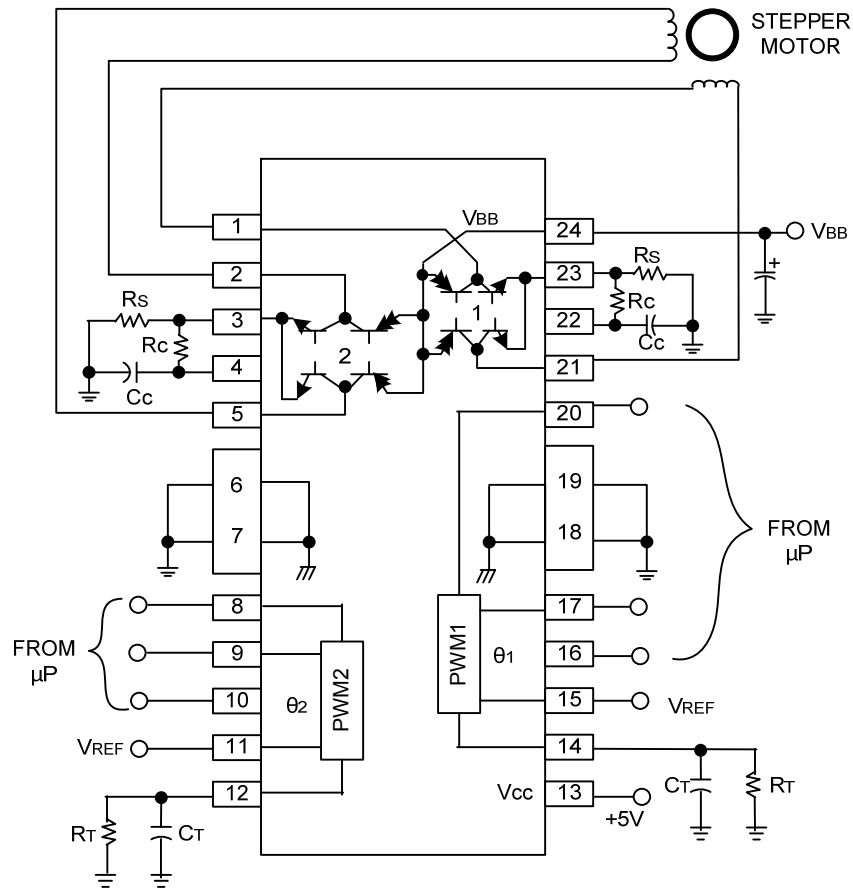 STEPPER
MOTOR
1
2
3
4
5
6
7
8
9
10
11
12
RS
RC
CC
2
VBB
1
24
VBB
+
23
22
21
20
19
18
17
16
15
14
13
RS
RC
CC
FROM
µP
FROM
µP
VREF
θ2
PWM2
PWM1
θ1
VREF
RT
CT
VCC
+5V
CT
RT